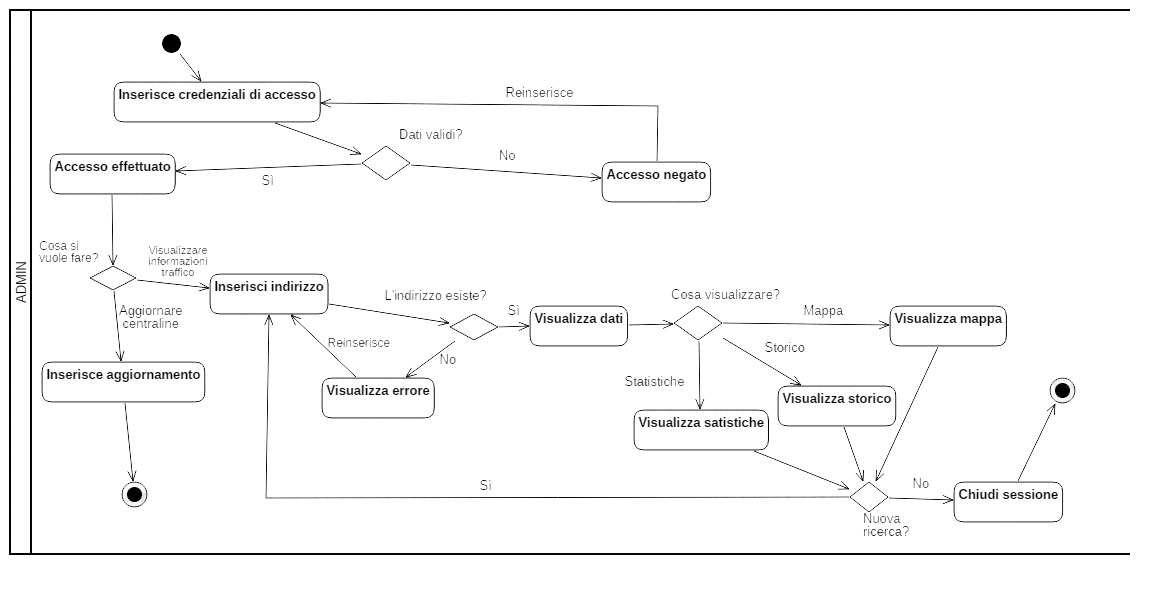 ADMIN
Inserisce credenziali di accesso
Reinserisce
Dati validi?
Accesso effettuato
Sì
No
Accesso negato
Cosa si
vuole fare?
Visualizzare
informazioni
traffico
Inserisci indirizzo
L'indirizzo esiste?
Sì
Visualizza dati
Cosa visualizzare?
Mappa
Visualizza mappa
Aggiornare
centraline
Reinserisce
No
Storico
Inserisce aggiornamento
Visualizza errore
Statistiche
Visualizza storico
Visualizza satistiche
Sì
No
Chiudi sessione
Nuova
ricerca?